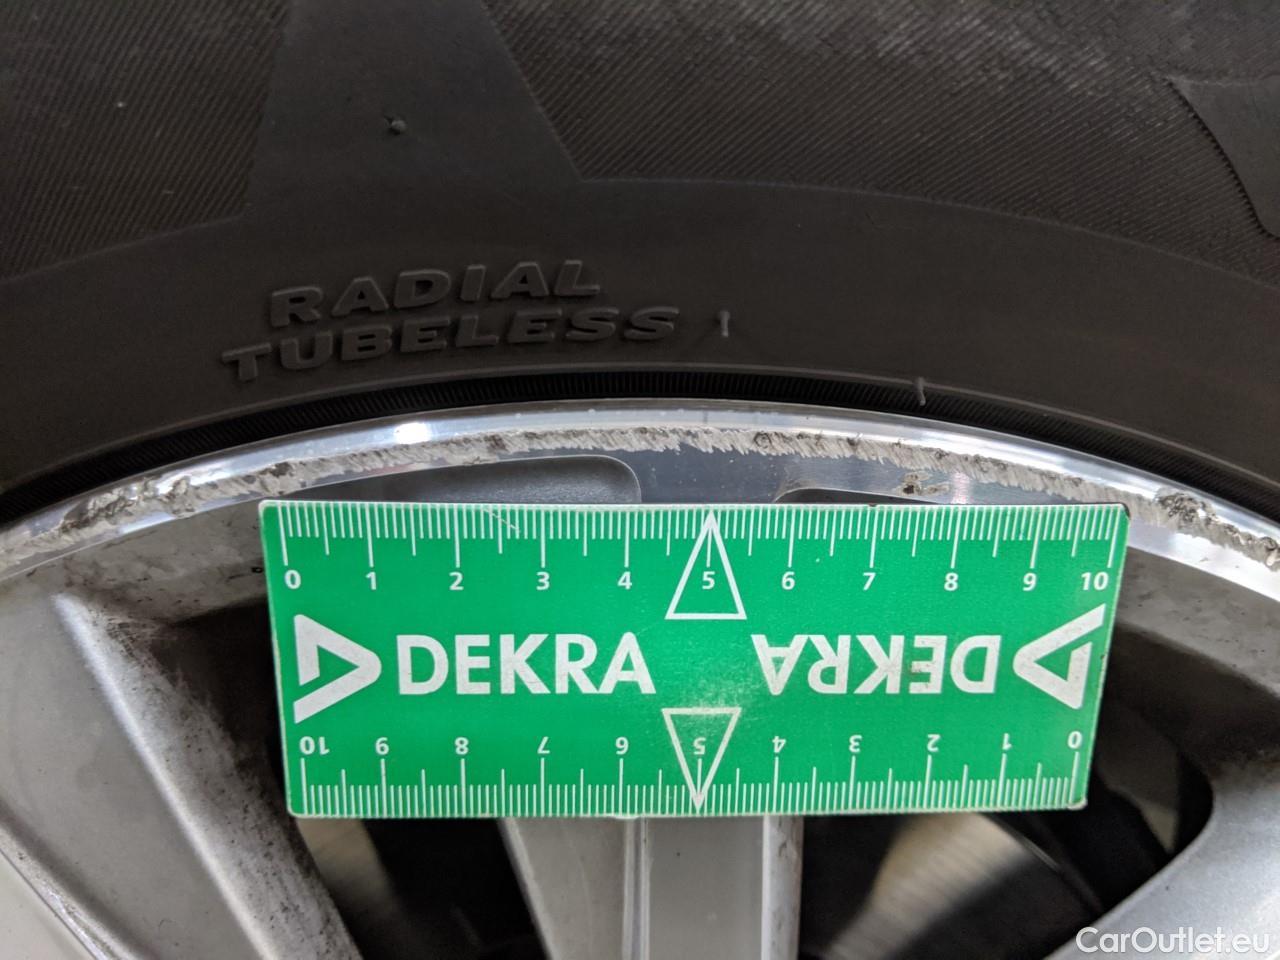 RADIAL
TUBELESS
0 1 2 3 4 5 6 7 8 9 10
DEKRA DEKRA
10 9 8 7 6 5 4 3 2 1 0
CarOutlet.eu